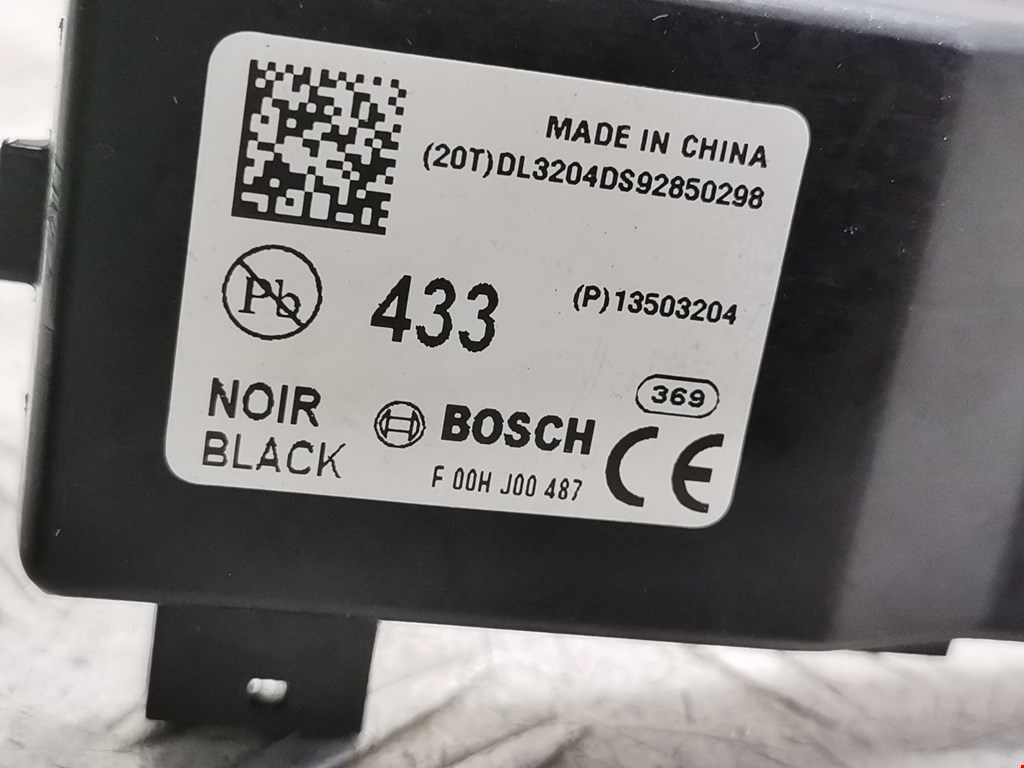 MADE IN CHINA
(20T)DL3204DS92850298
Pb
433
(P)13503204
369
NOIR
BLACK
BOSCH
CE
F 00H J00 487